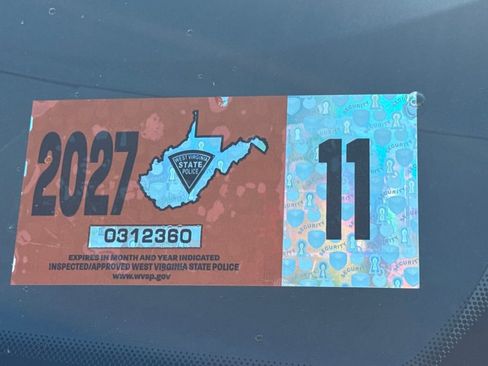 2027
WEST VIRGINIA
STATE
POLICE
11
0312360
EXPIRES IN MONTH AND YEAR INDICATED
INSPECTED/APPROVED WEST VIRGINIA STATE POLICE
www.wvsp.gov
SECURITY